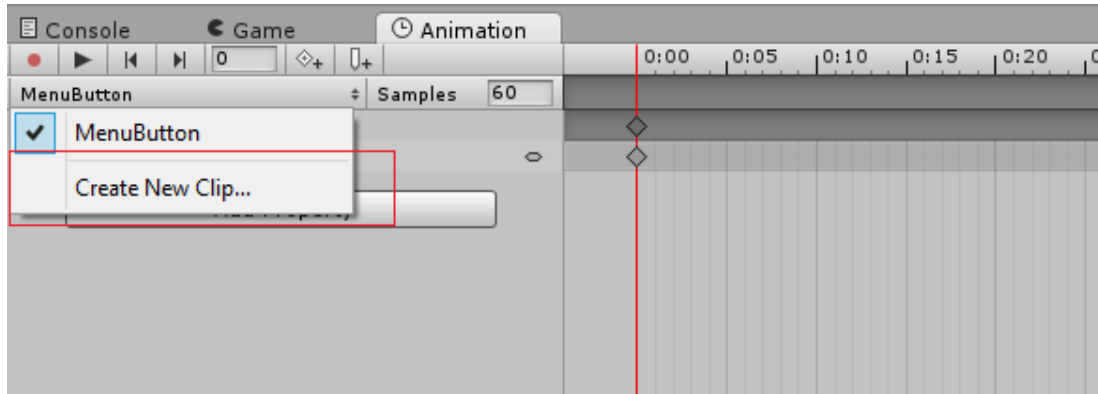 Console Game Animation
0 0:00 0:05 0:10 0:15 0:20
MenuButton Samples 60
MenuButton
Create New Clip...